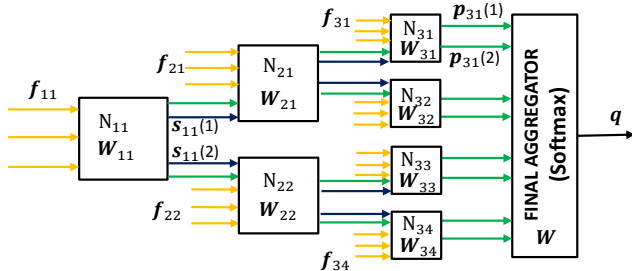 f₁₁
N₁₁
W₁₁
s₁₁(1)
s₁₁(2)
f₂₁
N₂₁
W₂₁
f₂₂
N₂₂
W₂₂
f₃₁
N₃₁
W₃₁
N₃₂
W₃₂
N₃₃
W₃₃
f₃₄
N₃₄
W₃₄
p₃₁(1)
p₃₁(2)
FINAL AGGREGATOR
(Softmax)
W
q